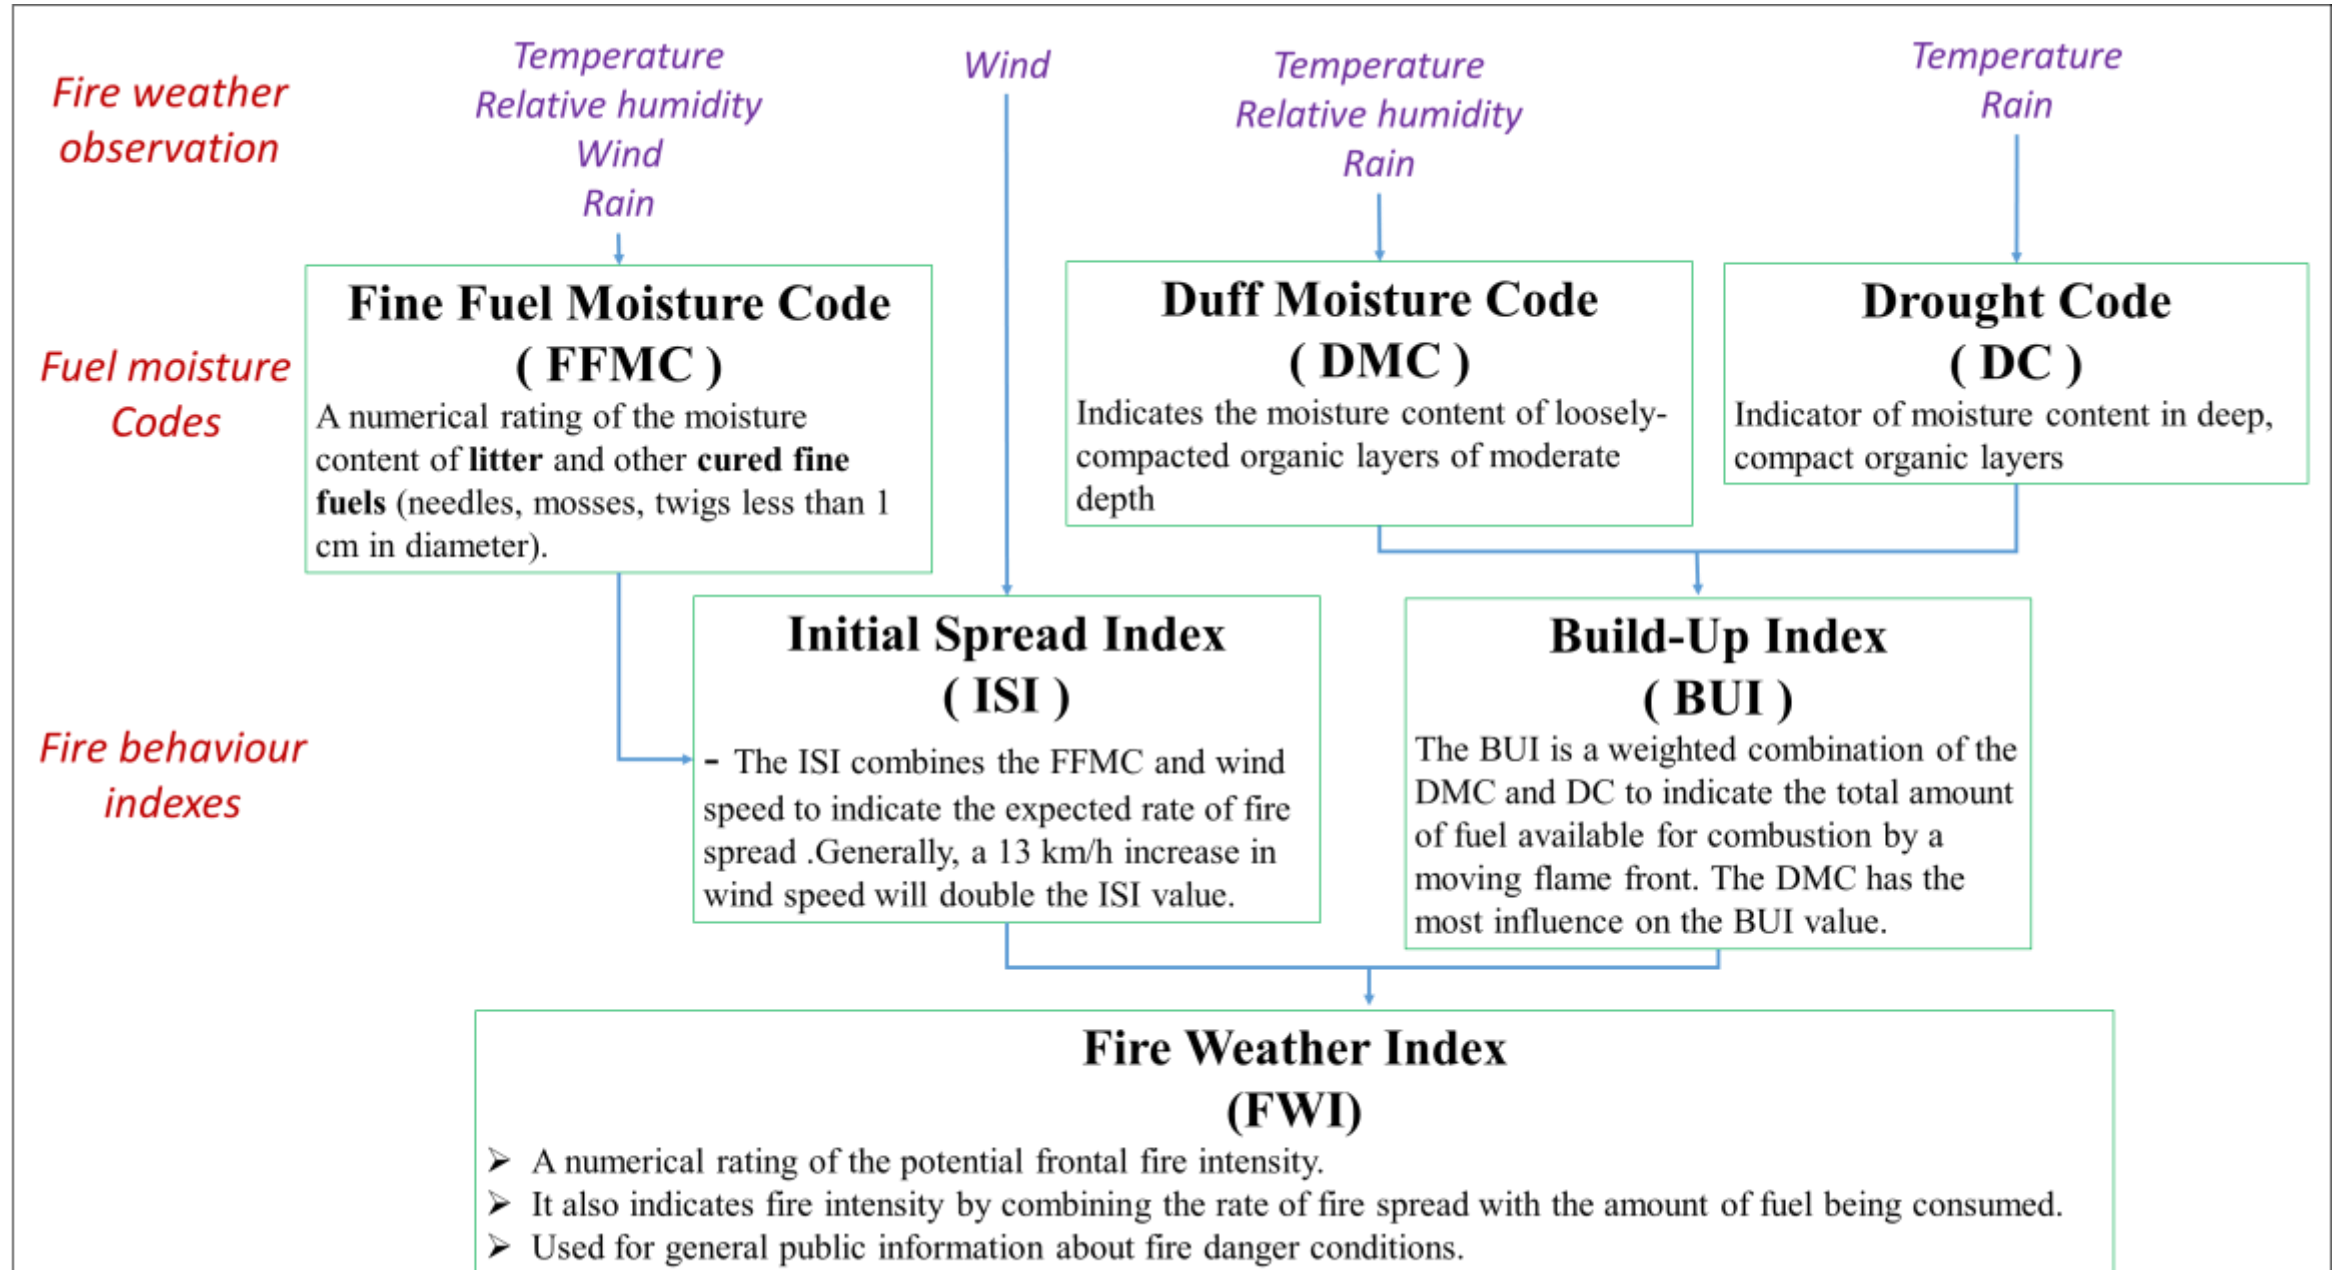 Fire weather
observation
Temperature
Relative humidity
Wind
Rain
Wind
Temperature
Relative humidity
Rain
Temperature
Rain
Fuel moisture
Codes
Fine Fuel Moisture Code
( FFMC )
A numerical rating of the moisture
content of litter and other cured fine
fuels (needles, mosses, twigs less than 1
cm in diameter).
Duff Moisture Code
( DMC )
Indicates the moisture content of loosely-
compacted organic layers of moderate
depth
Drought Code
( DC )
Indicator of moisture content in deep,
compact organic layers
Fire behaviour
indexes
Initial Spread Index
( ISI )
- The ISI combines the FFMC and wind
speed to indicate the expected rate of fire
spread .Generally, a 13 km/h increase in
wind speed will double the ISI value.
Build-Up Index
( BUI )
The BUI is a weighted combination of the
DMC and DC to indicate the total amount
of fuel available for combustion by a
moving flame front. The DMC has the
most influence on the BUI value.
Fire Weather Index
(FWI)
➢ A numerical rating of the potential frontal fire intensity.
➢ It also indicates fire intensity by combining the rate of fire spread with the amount of fuel being consumed.
➢ Used for general public information about fire danger conditions.